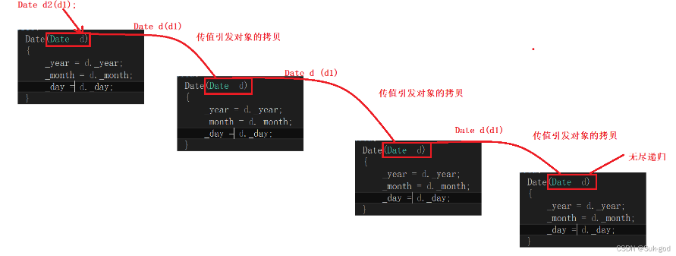 Date d2(d1);
Date d(d1)
传值引发对象的拷贝
Date(Date d)
{
_year = d._year;
_month = d._month;
_day = d._day;
}
Date d (d1)
传值引发对象的拷贝
Date(Date d)
{
_year = d._year;
_month = d._month;
_day = d._day;
}
Date d(d1)
传值引发对象的拷贝
Date(Date d)
{
_year = d._year;
_month = d._month;
_day = d._day;
}
无尽递归
Date(Date d)
{
_year = d._year;
_month = d._month;
_day = d._day;
}
CSDN @Suk-god